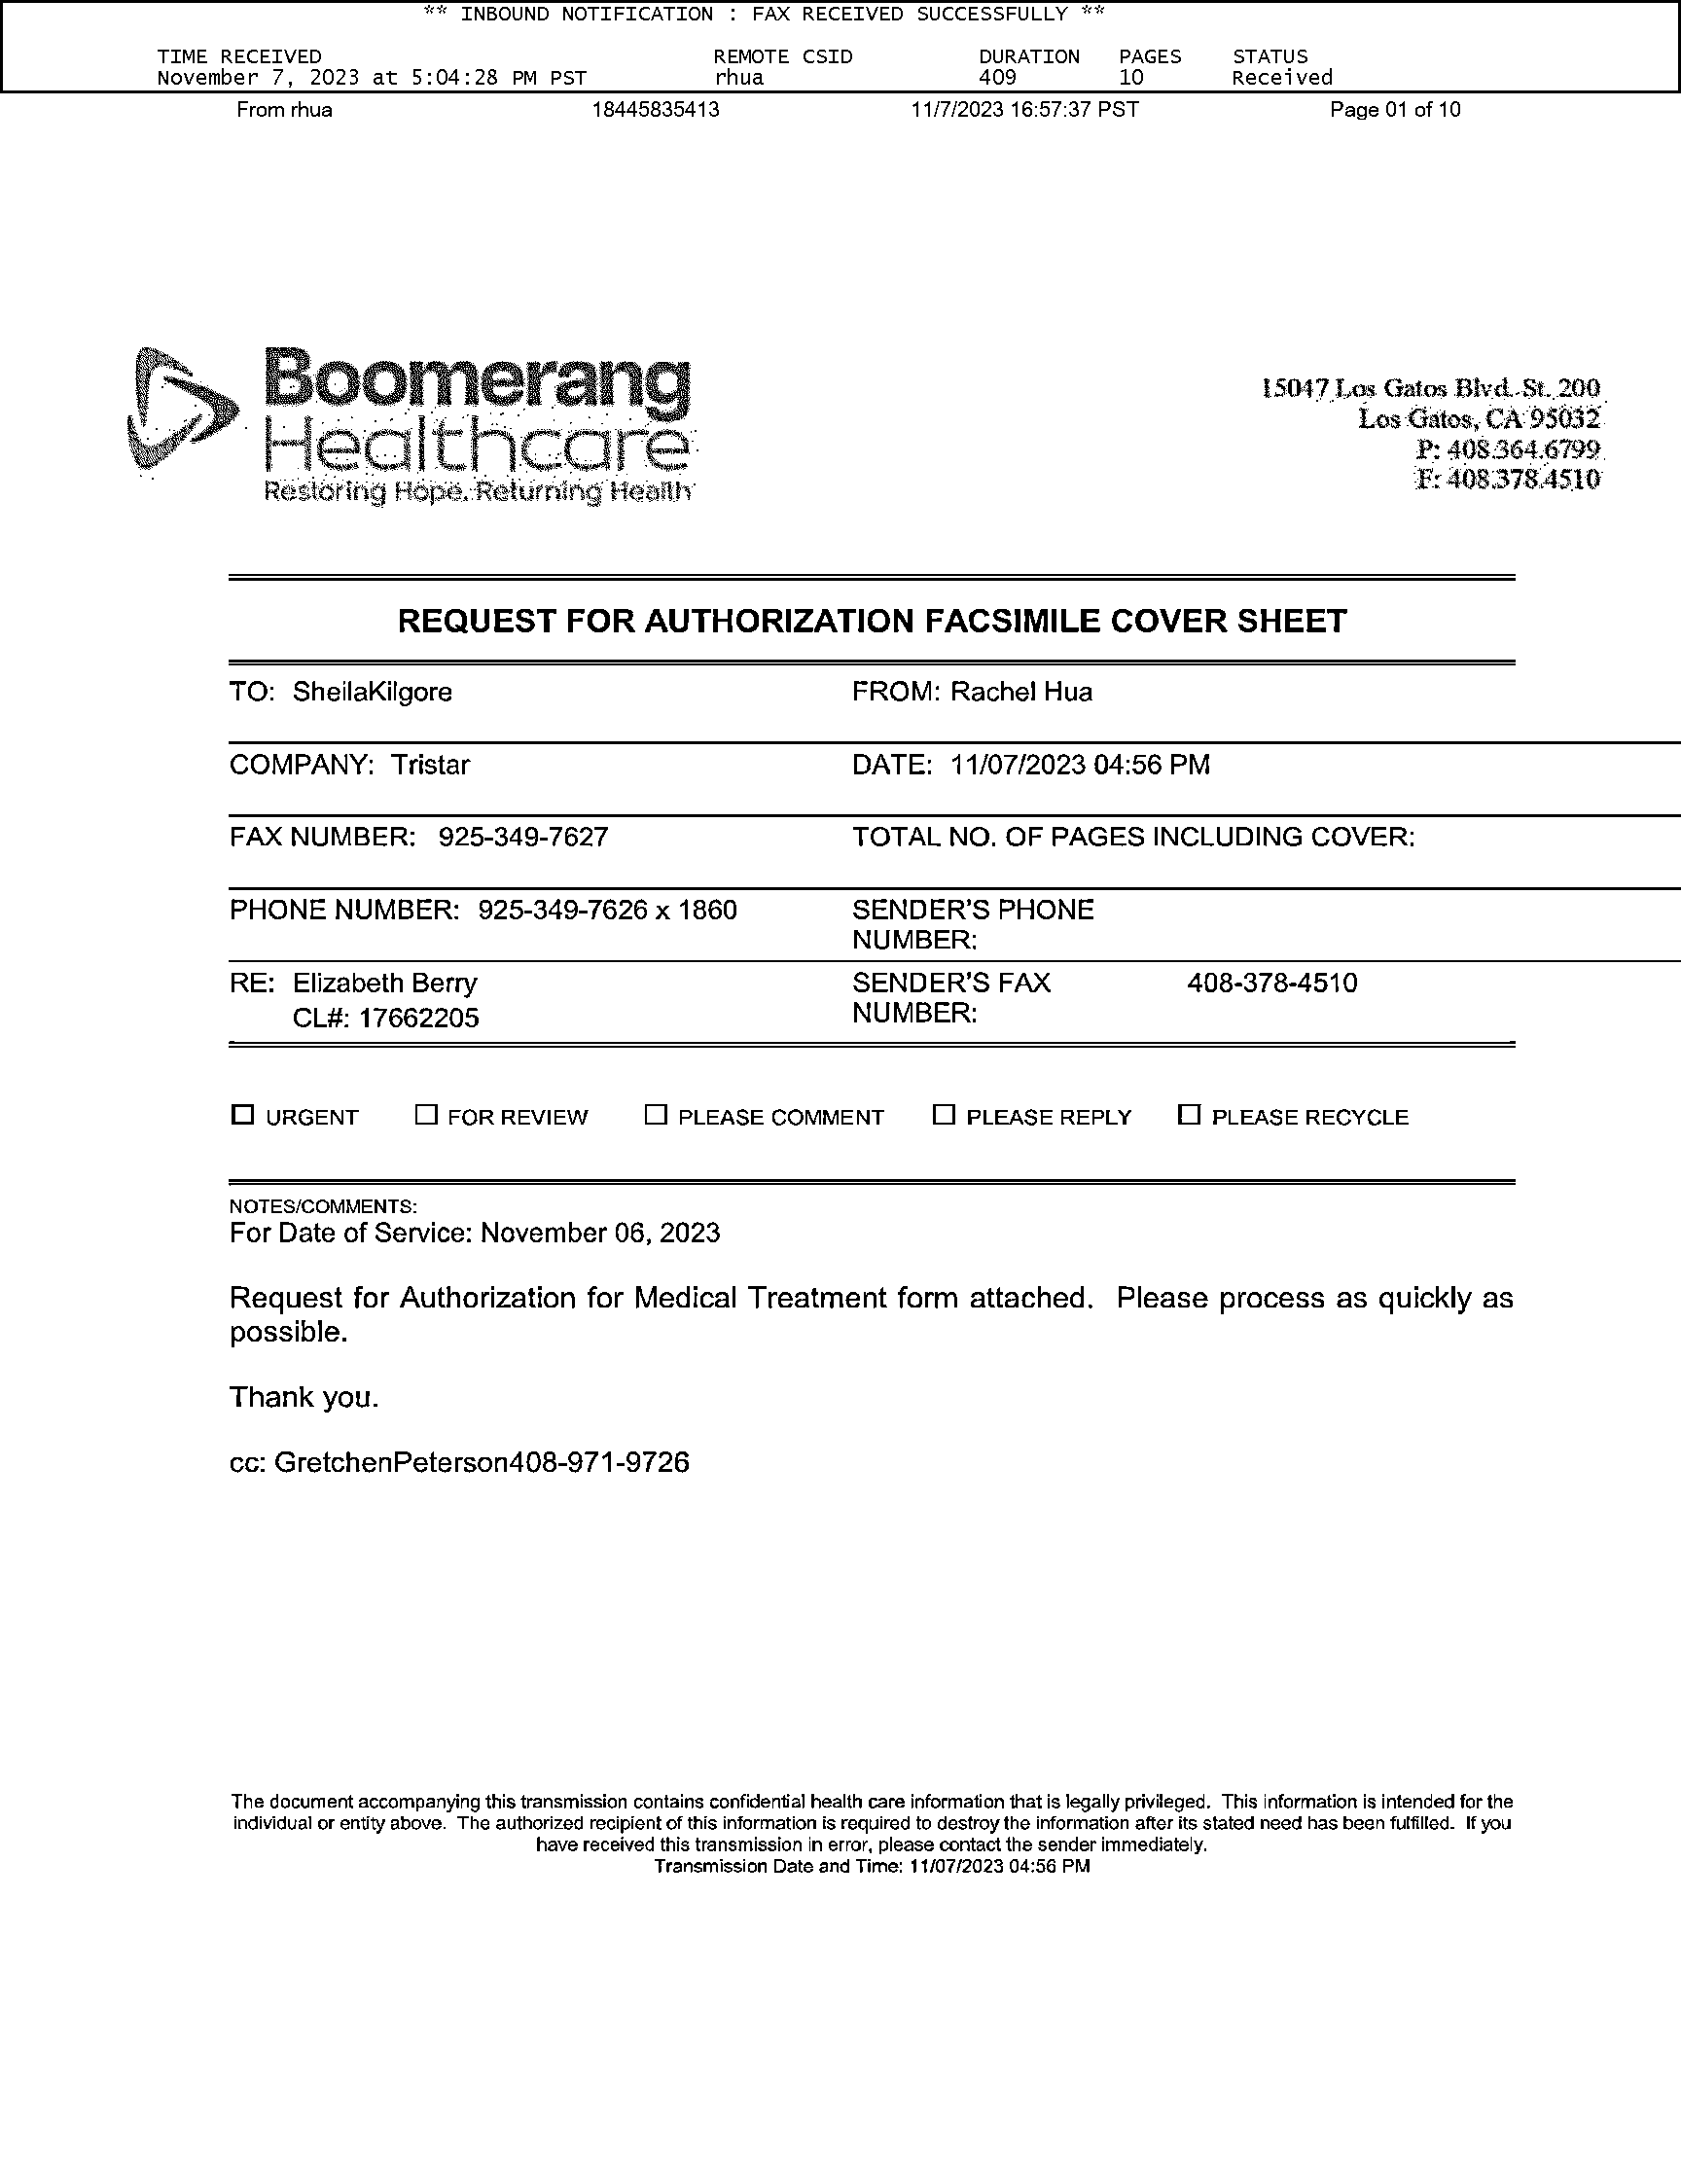 ** INBOUND NOTIFICATION : FAX RECEIVED SUCCESSFULLY **
TIME RECEIVED REMOTE CSID DURATION PAGES STATUS
November 7, 2023 at 5:04:28 PM PST rhua 409 10 Received
From rhua 18445835413 11/7/2023 16:57:37 PST Page 01 of 10
Boomerang
Healthcare
Restoring Hope. Returning Health
15047 Los Gatos Blvd. St. 200
Los Gatos, CA 95032
P: 408.364.6799
F: 408.378.4510
REQUEST FOR AUTHORIZATION FACSIMILE COVER SHEET
TO: SheilaKilgore FROM: Rachel Hua
COMPANY: Tristar DATE: 11/07/2023 04:56 PM
FAX NUMBER: 925-349-7627 TOTAL NO. OF PAGES INCLUDING COVER:
PHONE NUMBER: 925-349-7626 x 1860 SENDER'S PHONE
NUMBER:
RE: Elizabeth Berry SENDER'S FAX 408-378-4510
CL#: 17662205 NUMBER:
☐ URGENT ☐ FOR REVIEW ☐ PLEASE COMMENT ☐ PLEASE REPLY ☐ PLEASE RECYCLE
NOTES/COMMENTS:
For Date of Service: November 06, 2023
Request for Authorization for Medical Treatment form attached. Please process as quickly as
possible.
Thank you.
cc: GretchenPeterson408-971-9726
The document accompanying this transmission contains confidential health care information that is legally privileged. This information is intended for the
individual or entity above. The authorized recipient of this information is required to destroy the information after its stated need has been fulfilled. If you
have received this transmission in error, please contact the sender immediately.
Transmission Date and Time: 11/07/2023 04:56 PM